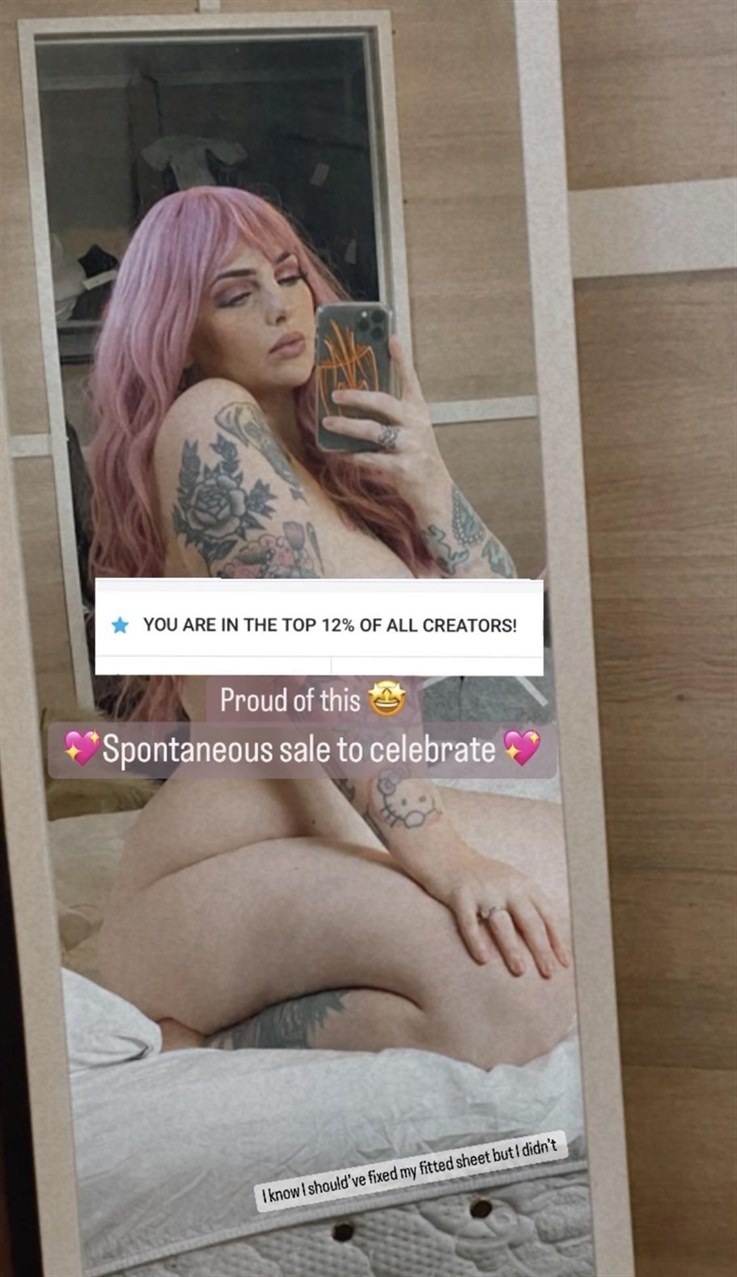 YOU ARE IN THE TOP 12% OF ALL CREATORS!
Proud of this 🤩
💖Spontaneous sale to celebrate 💖
I know I should've fixed my fitted sheet but I didn't